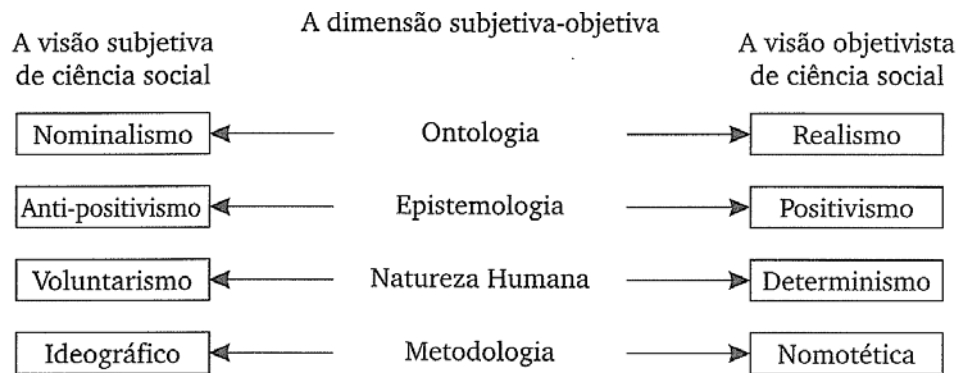 A dimensão subjetiva-objetiva
A visão subjetiva
de ciência social
A visão objetivista
de ciência social
Nominalismo Ontologia Realismo
Anti-positivismo Epistemologia Positivismo
Voluntarismo Natureza Humana Determinismo
Ideográfico Metodologia Nomotética